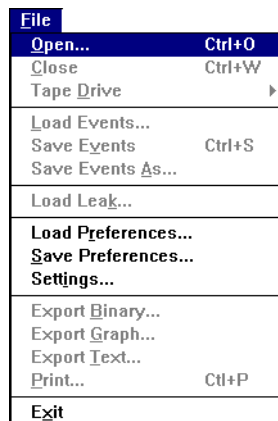 File
Open... Ctrl+O
Close Ctrl+W
Tape Drive
Load Events...
Save Events Ctrl+S
Save Events As...
Load Leak...
Load Preferences...
Save Preferences...
Settings...
Export Binary...
Export Graph...
Export Text...
Print... Ctl+P
Exit